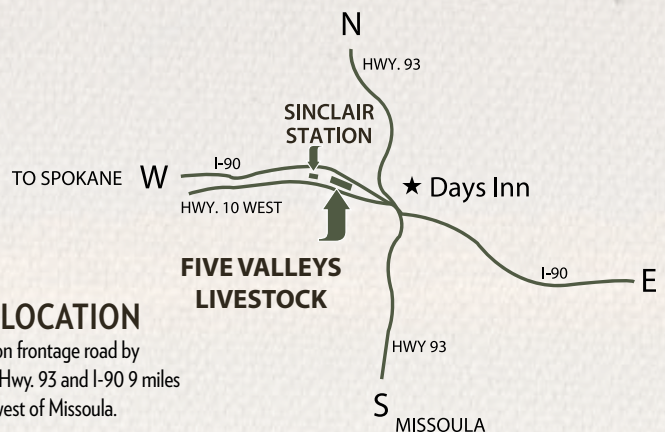 N
HWY. 93
SINCLAIR
STATION
I-90
TO SPOKANE W
★ Days Inn
HWY. 10 WEST
FIVE VALLEYS
LIVESTOCK
I-90
E
LOCATION
on frontage road by
Hwy. 93 and I-90 9 miles
west of Missoula.
HWY 93
S
MISSOULA